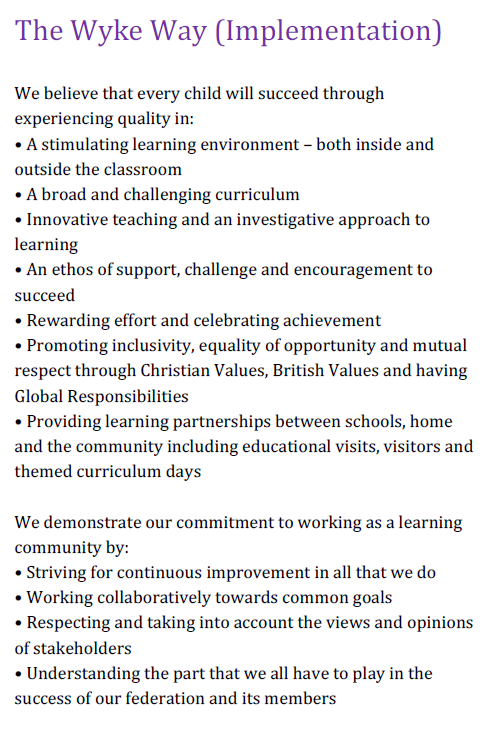 The Wyke Way (Implementation)
We believe that every child will succeed through
experiencing quality in:
• A stimulating learning environment – both inside and
outside the classroom
• A broad and challenging curriculum
• Innovative teaching and an investigative approach to
learning
• An ethos of support, challenge and encouragement to
succeed
• Rewarding effort and celebrating achievement
• Promoting inclusivity, equality of opportunity and mutual
respect through Christian Values, British Values and having
Global Responsibilities
• Providing learning partnerships between schools, home
and the community including educational visits, visitors and
themed curriculum days
We demonstrate our commitment to working as a learning
community by:
• Striving for continuous improvement in all that we do
• Working collaboratively towards common goals
• Respecting and taking into account the views and opinions
of stakeholders
• Understanding the part that we all have to play in the
success of our federation and its members